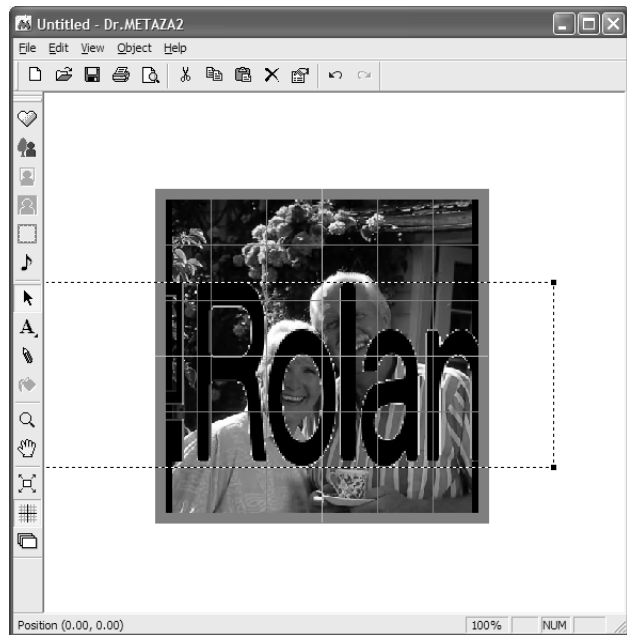 Untitled - Dr.METAZA2
File Edit View Object Help
A
Rolan
Position (0.00, 0.00) 100% NUM